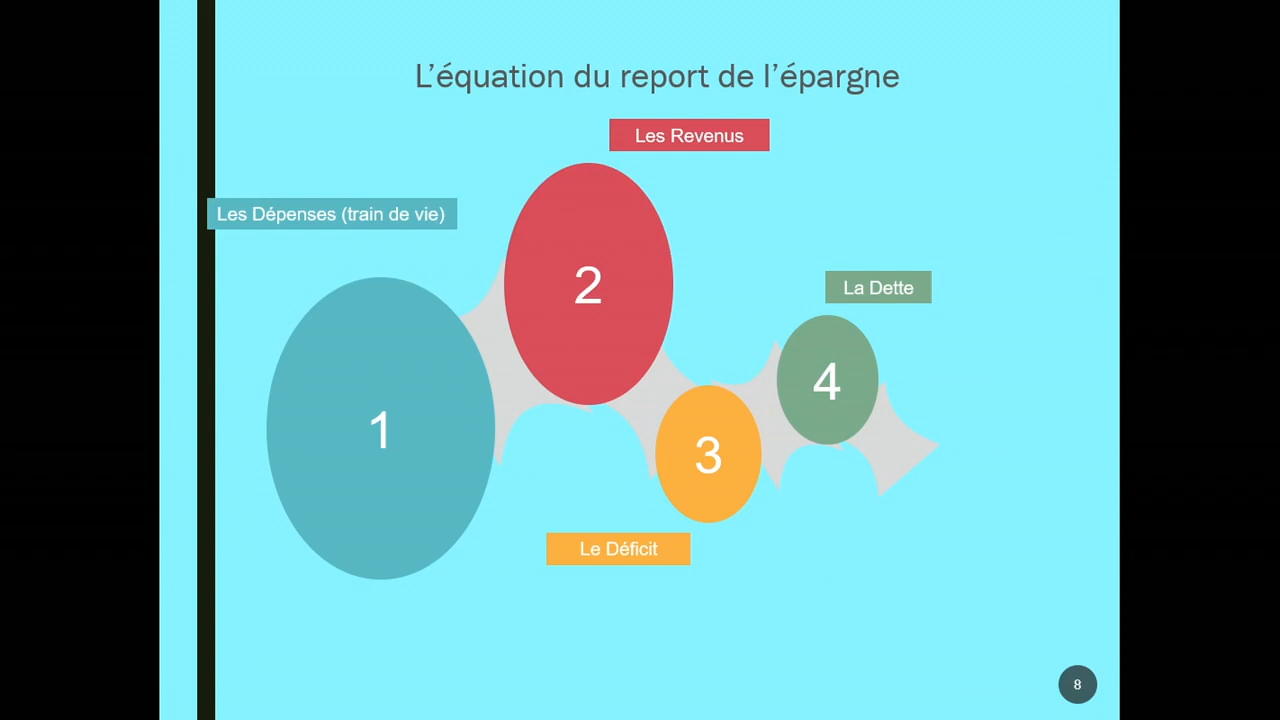 L’équation du report de l’épargne
Les Revenus
Les Dépenses (train de vie)
2
La Dette
4
1
3
Le Déficit
8